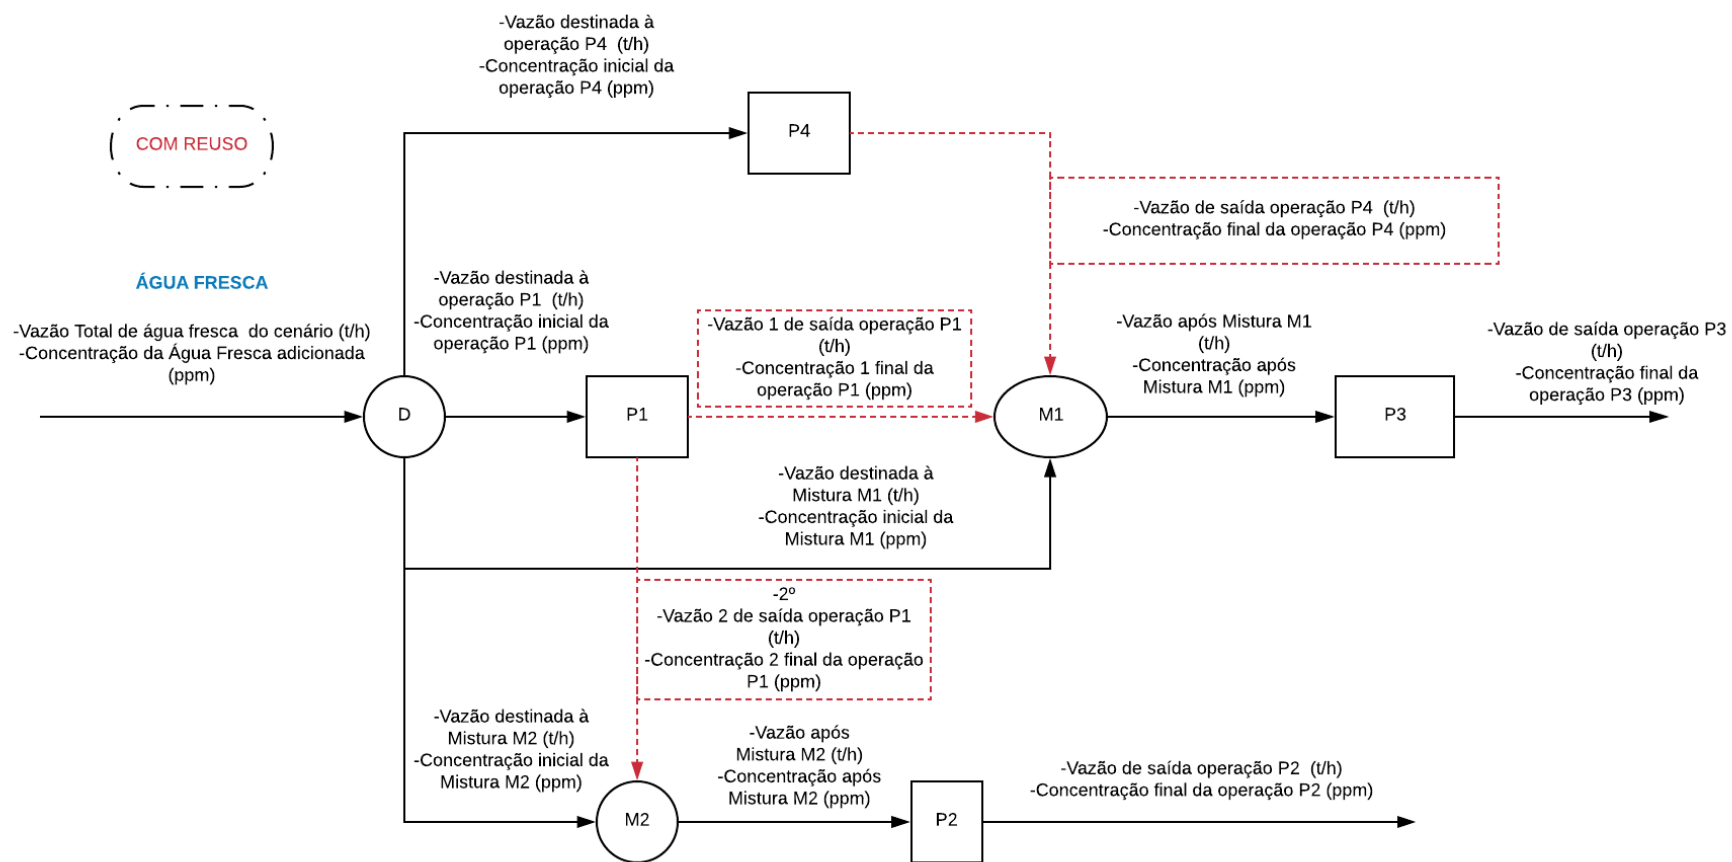 -Vazão destinada à
operação P4 (t/h)
-Concentração inicial da
operação P4 (ppm)
P4
COM REUSO
-Vazão de saída operação P4 (t/h)
-Concentração final da operação P4 (ppm)
ÁGUA FRESCA
-Vazão Total de água fresca do cenário (t/h)
-Concentração da Água Fresca adicionada
(ppm)
-Vazão destinada à
operação P1 (t/h)
-Concentração inicial da
operação P1 (ppm)
-Vazão 1 de saída operação P1
(t/h)
-Concentração 1 final da
operação P1 (ppm)
-Vazão após Mistura M1
(t/h)
-Concentração após
Mistura M1 (ppm)
-Vazão de saída operação P3
(t/h)
-Concentração final da
operação P3 (ppm)
D
P1
M1
P3
-Vazão destinada à
Mistura M1 (t/h)
-Concentração inicial da
Mistura M1 (ppm)
-2º
-Vazão 2 de saída operação P1
(t/h)
-Concentração 2 final da operação
P1 (ppm)
-Vazão destinada à
Mistura M2 (t/h)
-Concentração inicial da
Mistura M2 (ppm)
-Vazão após
Mistura M2 (t/h)
-Concentração após
Mistura M2 (ppm)
-Vazão de saída operação P2 (t/h)
-Concentração final da operação P2 (ppm)
M2
P2